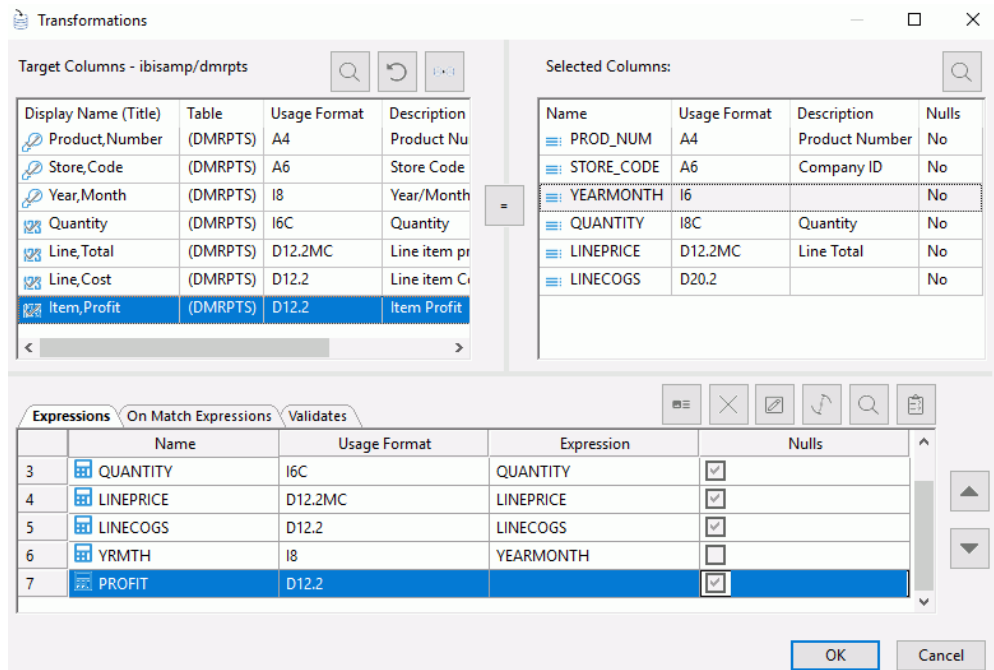 Transformations
Target Columns - ibisamp/dmrpts
Display Name (Title) Table Usage Format Description
Product,Number (DMRPTS) A4 Product Nu
Store,Code (DMRPTS) A6 Store Code
Year,Month (DMRPTS) I8 Year/Month
Quantity (DMRPTS) I6C Quantity
Line,Total (DMRPTS) D12.2MC Line item pr
Line,Cost (DMRPTS) D12.2 Line item C
Item,Profit (DMRPTS) D12.2 Item Profit
=
Selected Columns:
Name Usage Format Description Nulls
PROD_NUM A4 Product Number No
STORE_CODE A6 Company ID No
YEARMONTH I6 No
QUANTITY I8C Quantity No
LINEPRICE D12.2MC Line Total No
LINECOGS D20.2 No
Expressions On Match Expressions Validates
Name Usage Format Expression Nulls
3 QUANTITY I6C QUANTITY
4 LINEPRICE D12.2MC LINEPRICE
5 LINECOGS D12.2 LINECOGS
6 YRMTH I8 YEARMONTH
7 PROFIT D12.2
OK Cancel